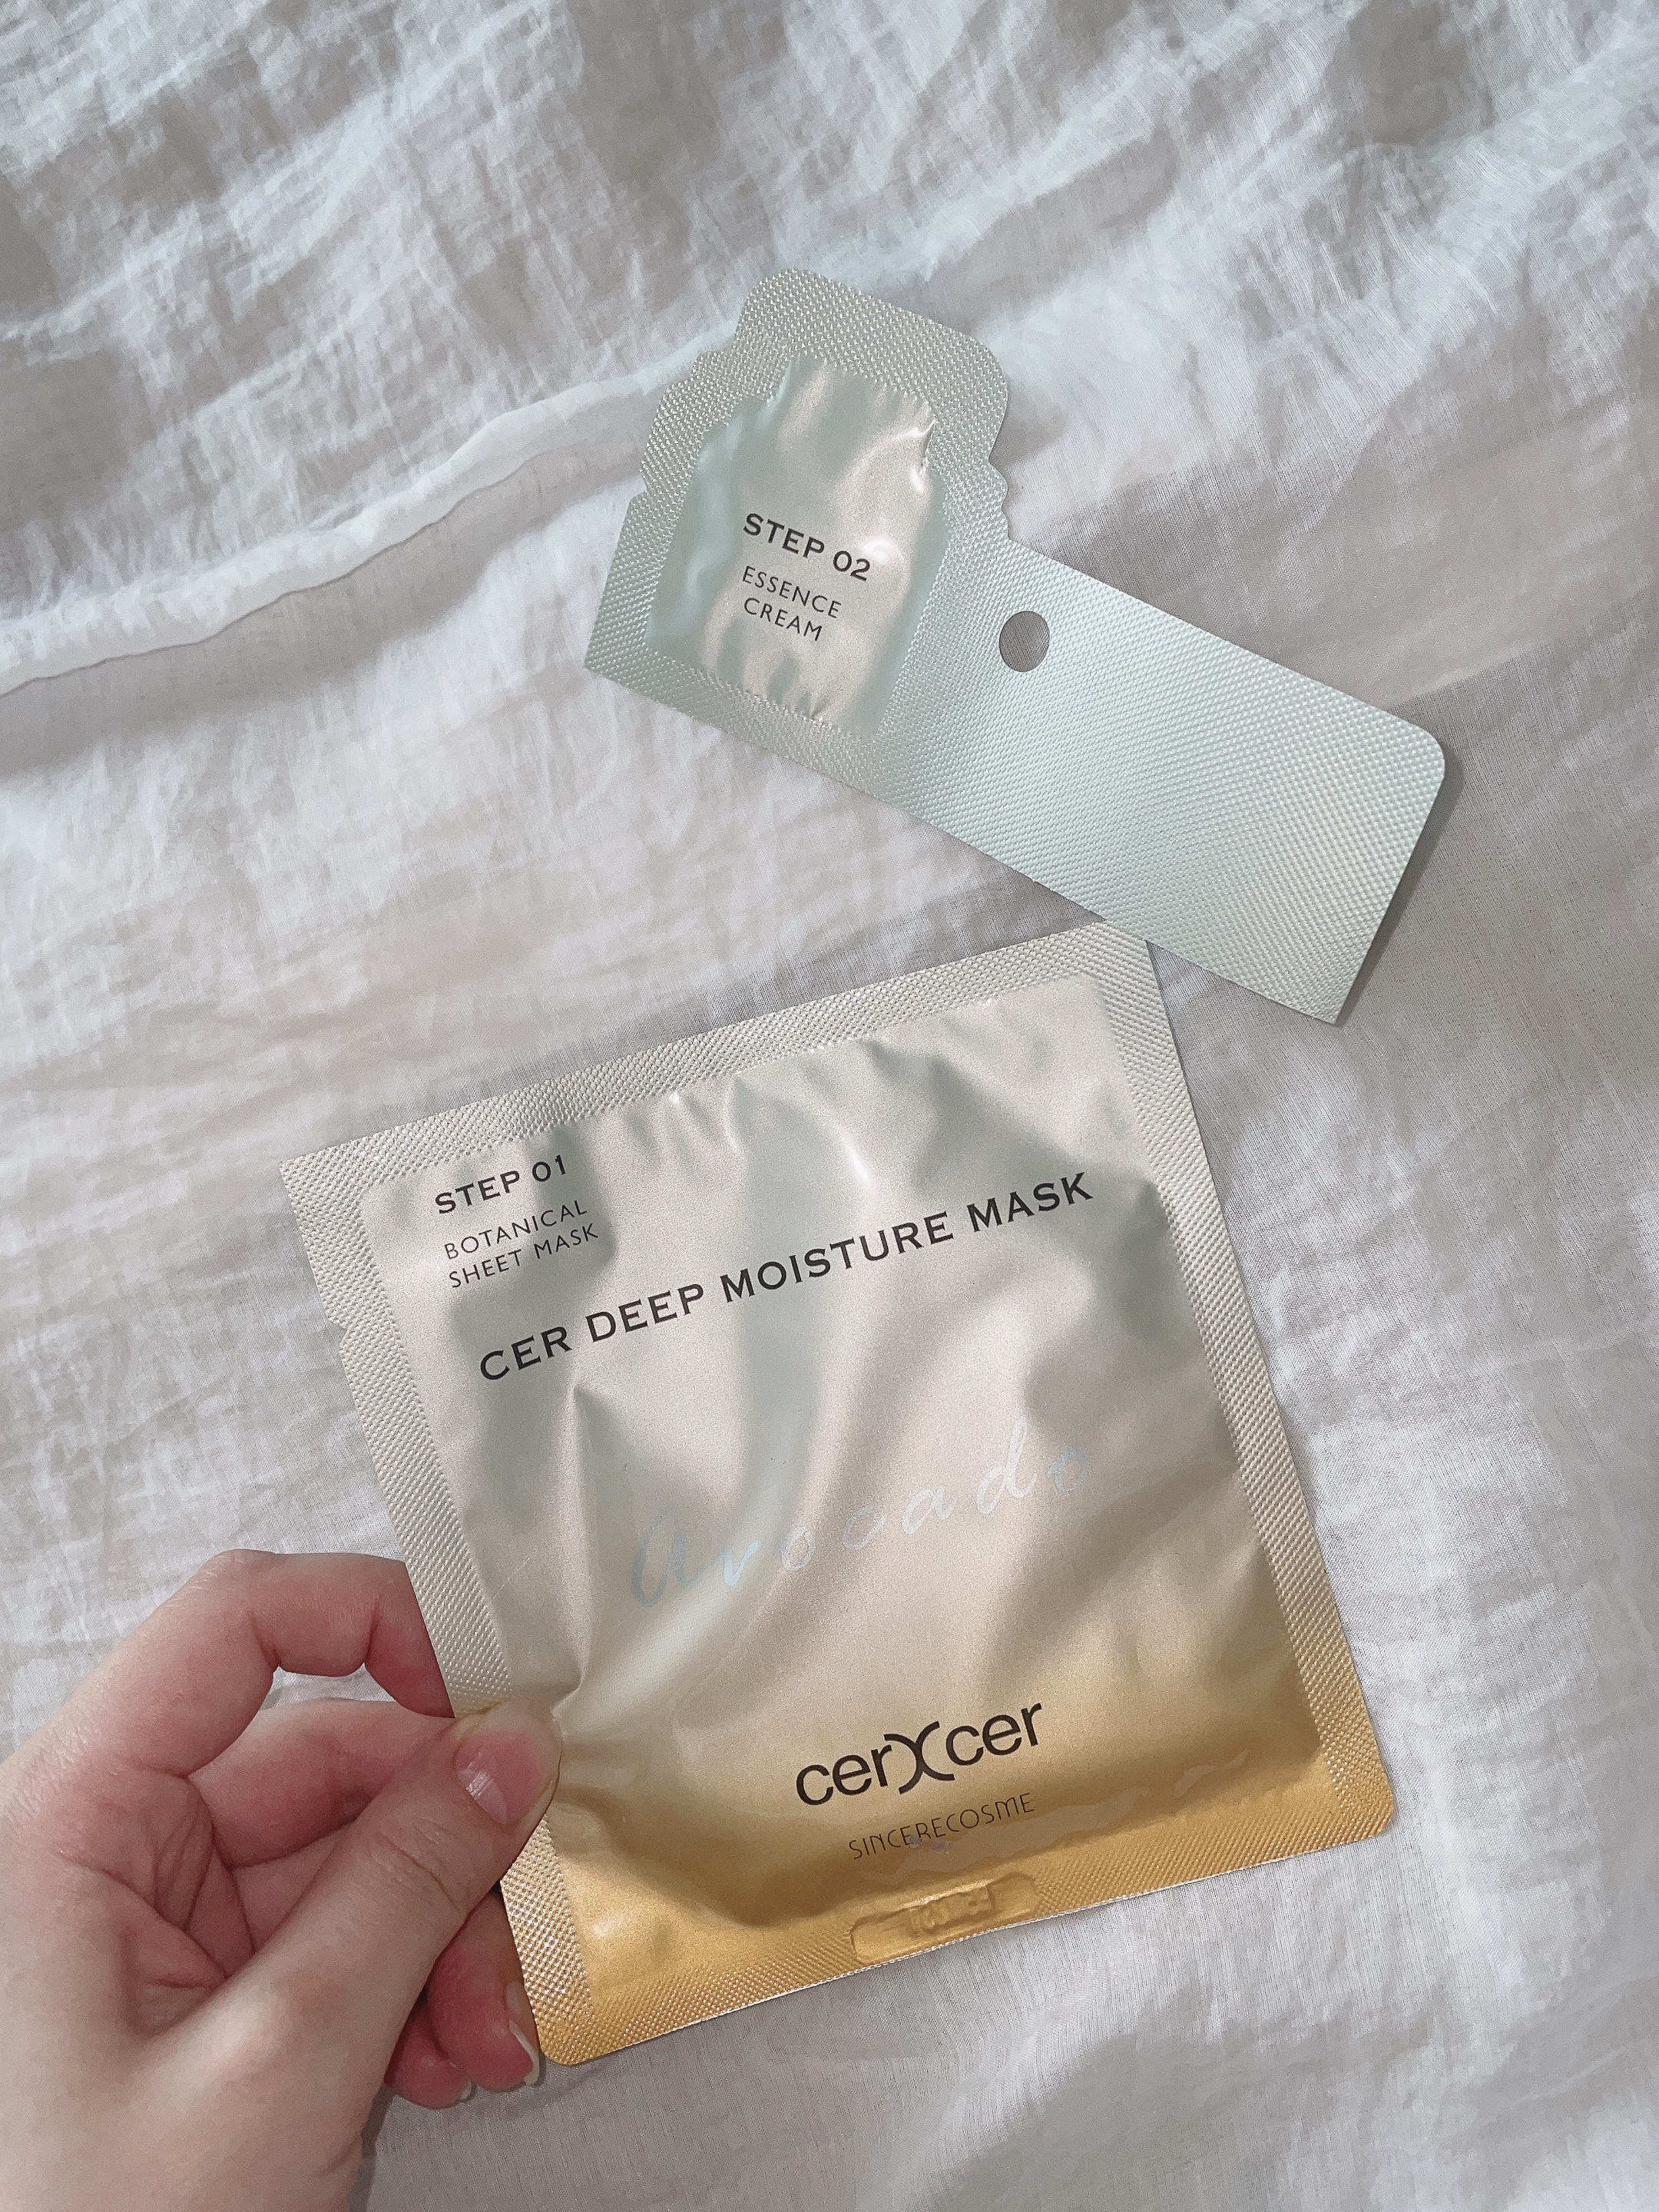 STEP 02
ESSENCE
CREAM
STEP 01
BOTANICAL
SHEET MASK
CER DEEP MOISTURE MASK
Avocado
cerXcer
SINCERECOSME